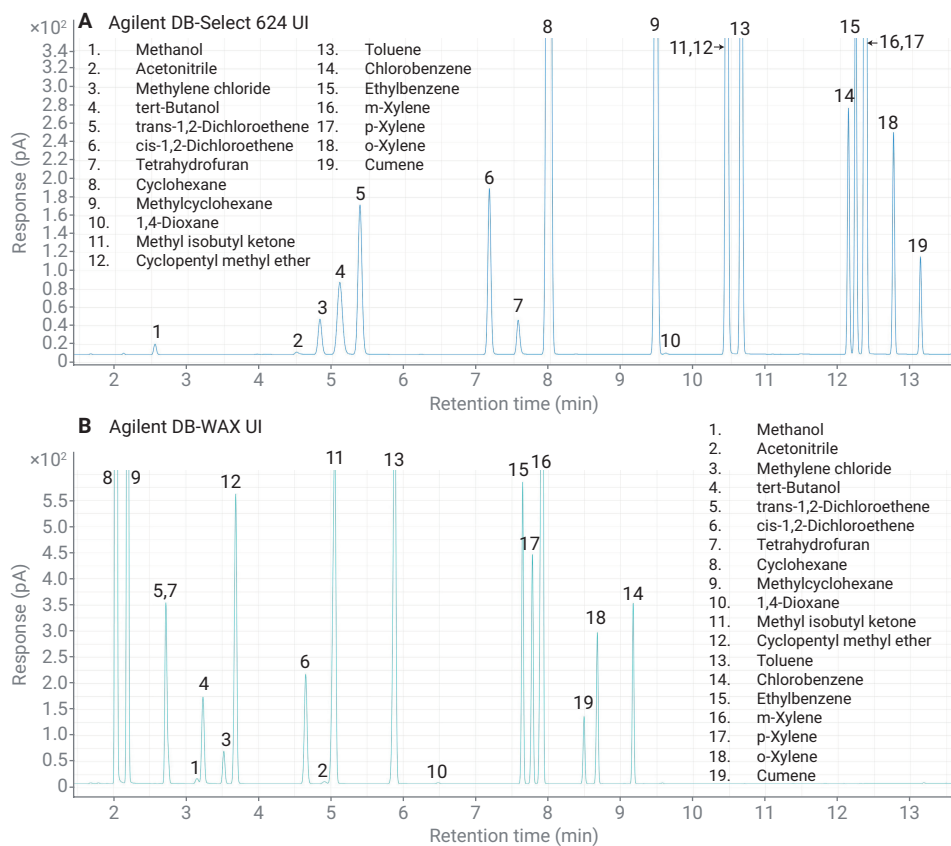 A Agilent DB-Select 624 UI
×10²
1. Methanol
2. Acetonitrile
3. Methylene chloride
4. tert-Butanol
5. trans-1,2-Dichloroethene
6. cis-1,2-Dichloroethene
7. Tetrahydrofuran
8. Cyclohexane
9. Methylcyclohexane
10. 1,4-Dioxane
11. Methyl isobutyl ketone
12. Cyclopentyl methyl ether
13. Toluene
14. Chlorobenzene
15. Ethylbenzene
16. m-Xylene
17. p-Xylene
18. o-Xylene
19. Cumene
Response (pA)
3.4
3.2
3.0
2.8
2.6
2.4
2.2
2.0
1.8
1.6
1.4
1.2
1.0
0.8
0.6
0.4
0.2
0
1
2
3
4
5
6
7
8
9
10
11,12
13
14
15
16,17
18
19
2 3 4 5 6 7 8 9 10 11 12 13
Retention time (min)
B Agilent DB-WAX UI
×10²
Response (pA)
5.5
5.0
4.5
4.0
3.5
3.0
2.5
2.0
1.5
1.0
0.5
0
8
9
5,7
1
4
3
12
6
2
11
13
10
15
17
16
19
18
14
1. Methanol
2. Acetonitrile
3. Methylene chloride
4. tert-Butanol
5. trans-1,2-Dichloroethene
6. cis-1,2-Dichloroethene
7. Tetrahydrofuran
8. Cyclohexane
9. Methylcyclohexane
10. 1,4-Dioxane
11. Methyl isobutyl ketone
12. Cyclopentyl methyl ether
13. Toluene
14. Chlorobenzene
15. Ethylbenzene
16. m-Xylene
17. p-Xylene
18. o-Xylene
19. Cumene
2 3 4 5 6 7 8 9 10 11 12 13
Retention time (min)